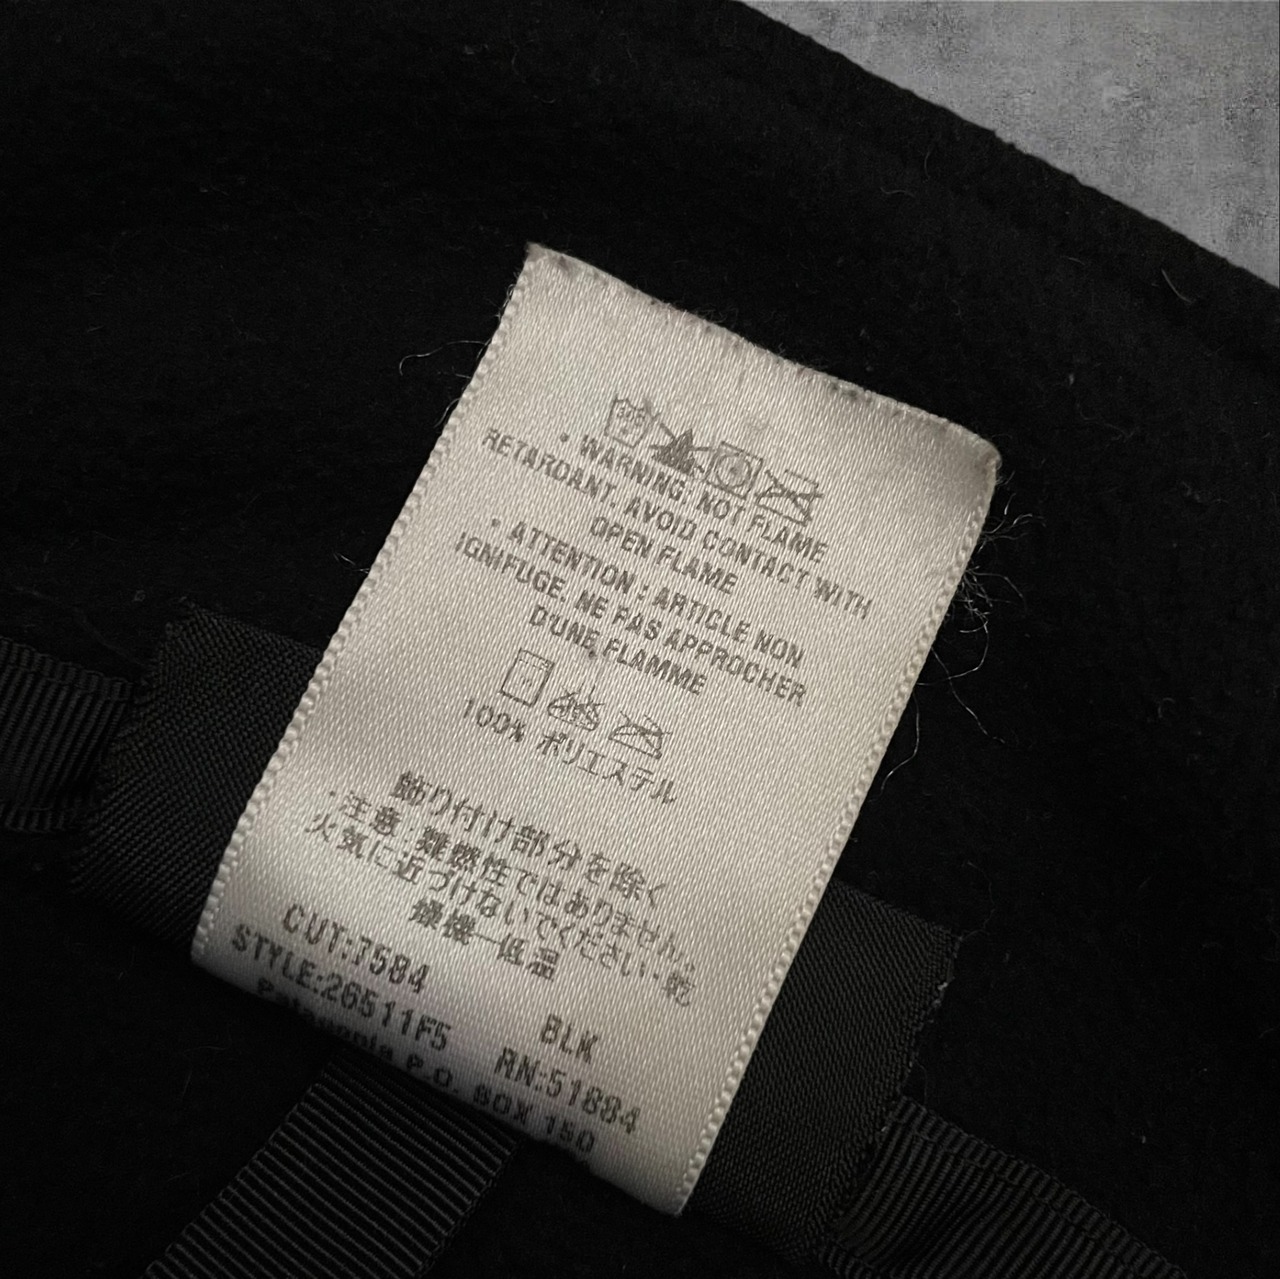 • WARNING: NOT FLAME
RETARDANT. AVOID CONTACT WITH
OPEN FLAME
• ATTENTION : ARTICLE NON
IGNIFUGE. NE PAS APPROCHER
D'UNE FLAMME
100% ポリエステル
飾り付け部分を除く
・注意：難燃性ではありません。
火気に近づけないでください・乾
燥機－低温
CUT:7584 BLK
STYLE:26511F5 RN:51884
Patagonia P.O. BOX 150